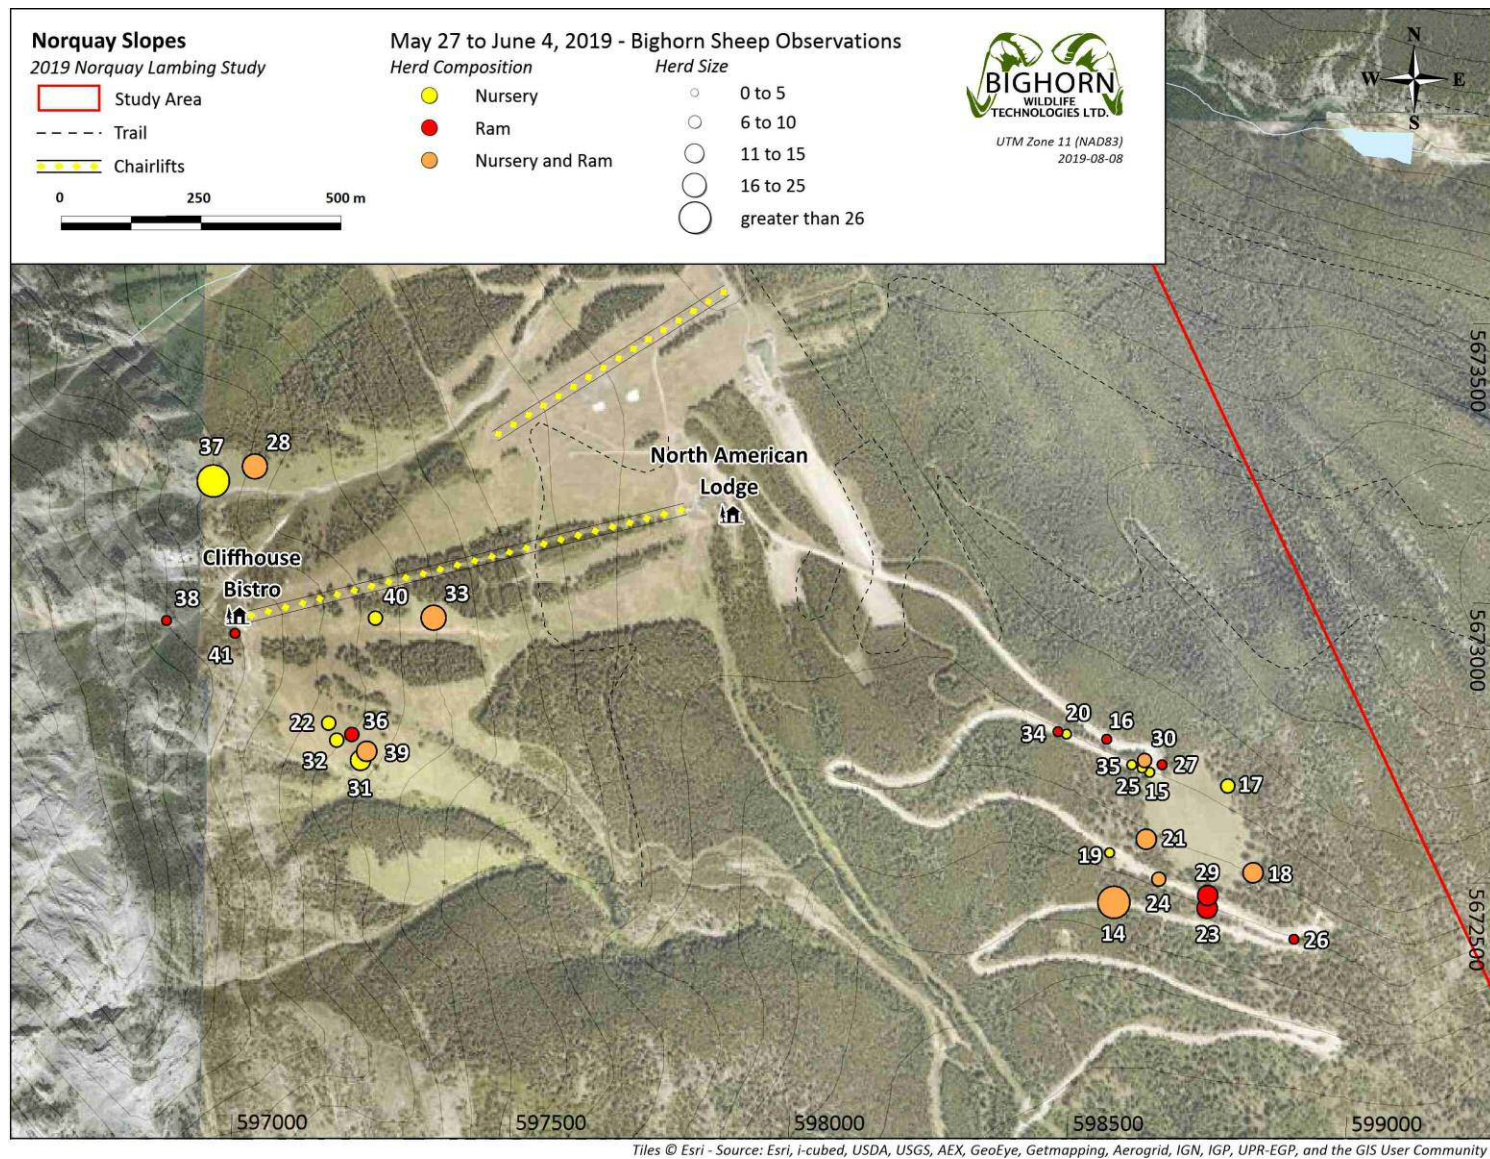 Norquay Slopes
2019 Norquay Lambing Study
Study Area
Trail
Chairlifts
0 250 500 m
May 27 to June 4, 2019 - Bighorn Sheep Observations
Herd Composition
Nursery
Ram
Nursery and Ram
Herd Size
0 to 5
6 to 10
11 to 15
16 to 25
greater than 26
BIGHORN
WILDLIFE
TECHNOLOGIES LTD.
UTM Zone 11 (NAD83)
2019-08-08
N
W E
S
5673500
37 28
North American
Lodge
Cliffhouse
Bistro
38
41
40 33
5673000
22 36
32 39
31
20 16
34 30
35 27
25 15 17
21
19
18
29
24
14 23
26
5672500
597000 597500 598000 598500 599000
Tiles © Esri - Source: Esri, i-cubed, USDA, USGS, AEX, GeoEye, Getmapping, Aerogrid, IGN, IGP, UPR-EGP, and the GIS User Community